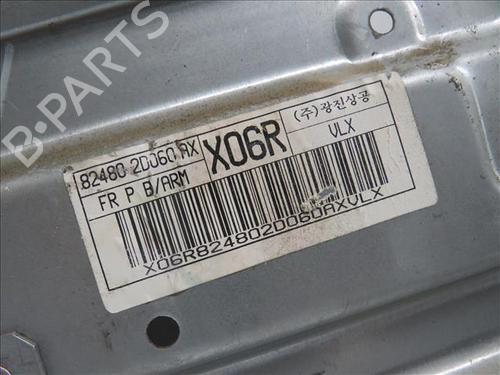 B-PARTS
82480 2D060 AX
X06R
(주)광진상공
FR P B/ARM
VLX
X06R824802D060AXVLX